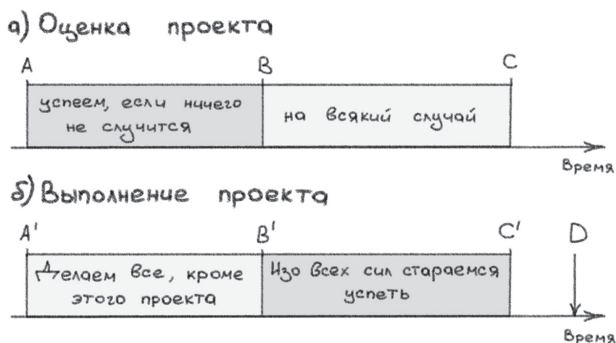 а) Оценка проекта
A B C
успеем, если ничего
не случится
на всякий случай
Время
б) Выполнение проекта
A' B' C' D
Делаем все, кроме
этого проекта
Изо всех сил стараемся
успеть
Время